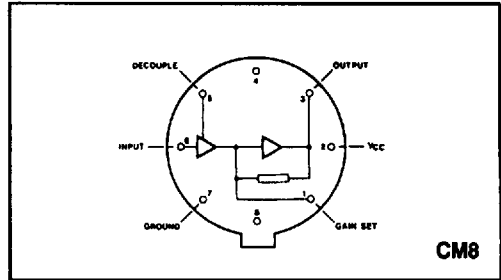 DECOUPLE OUTPUT
4
5 3
INPUT 6 2 VCC
7 1
GROUND 8 GAIN SET
CM8